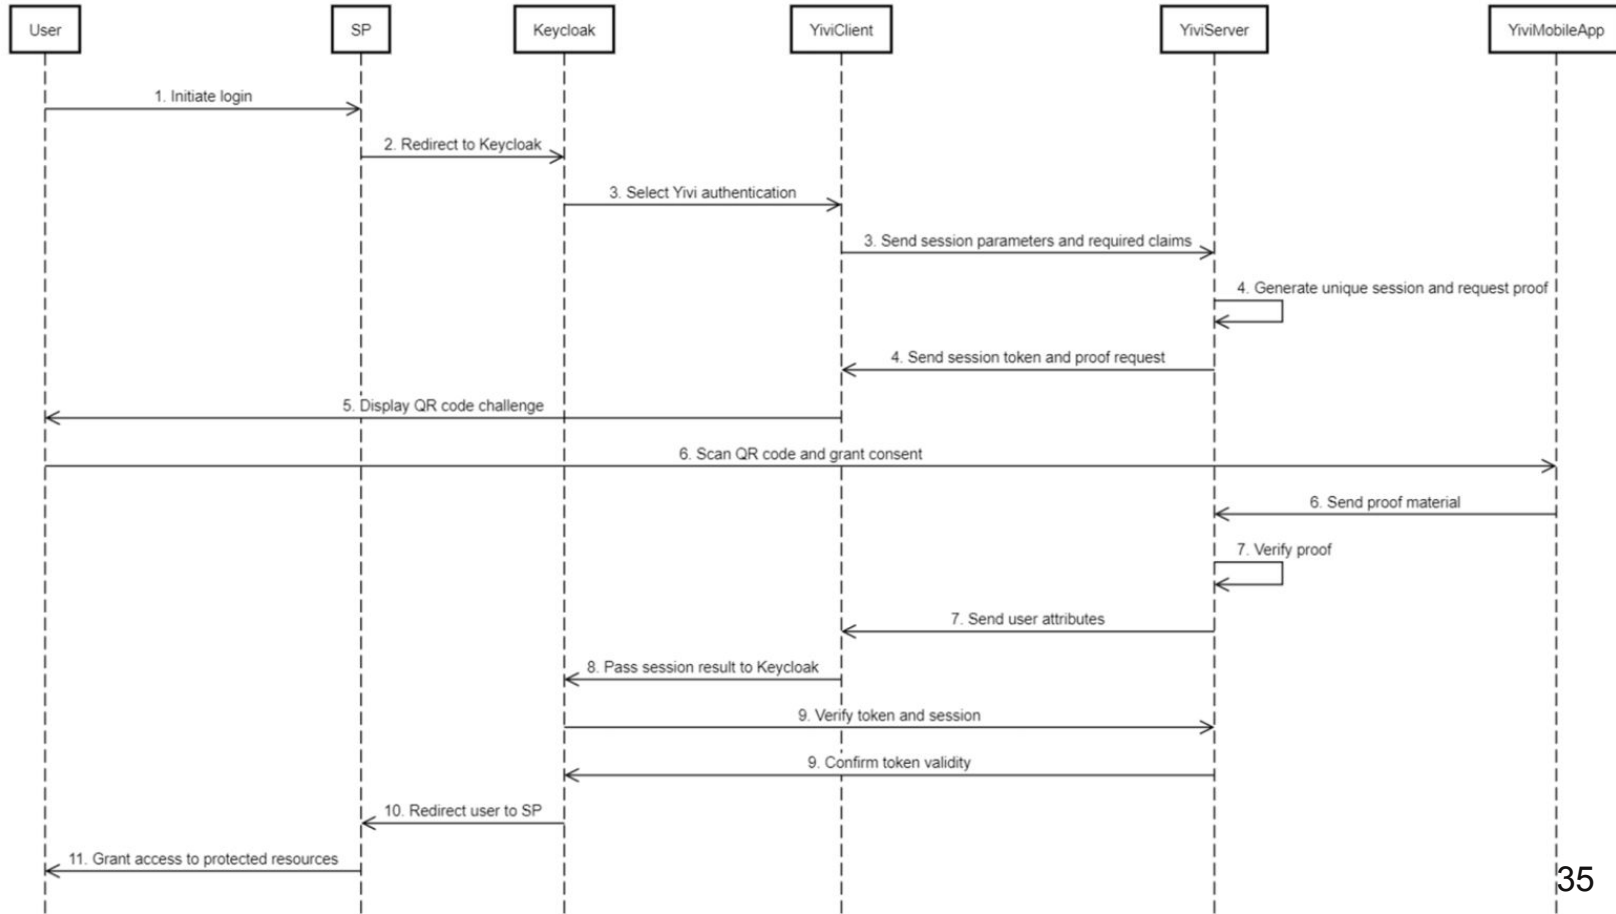 User
SP
Keycloak
YiviClient
YiviServer
YiviMobileApp
1. Initiate login
2. Redirect to Keycloak
3. Select Yivi authentication
3. Send session parameters and required claims
4. Generate unique session and request proof
4. Send session token and proof request
5. Display QR code challenge
6. Scan QR code and grant consent
6. Send proof material
7. Verify proof
7. Send user attributes
8. Pass session result to Keycloak
9. Verify token and session
9. Confirm token validity
10. Redirect user to SP
11. Grant access to protected resources
35